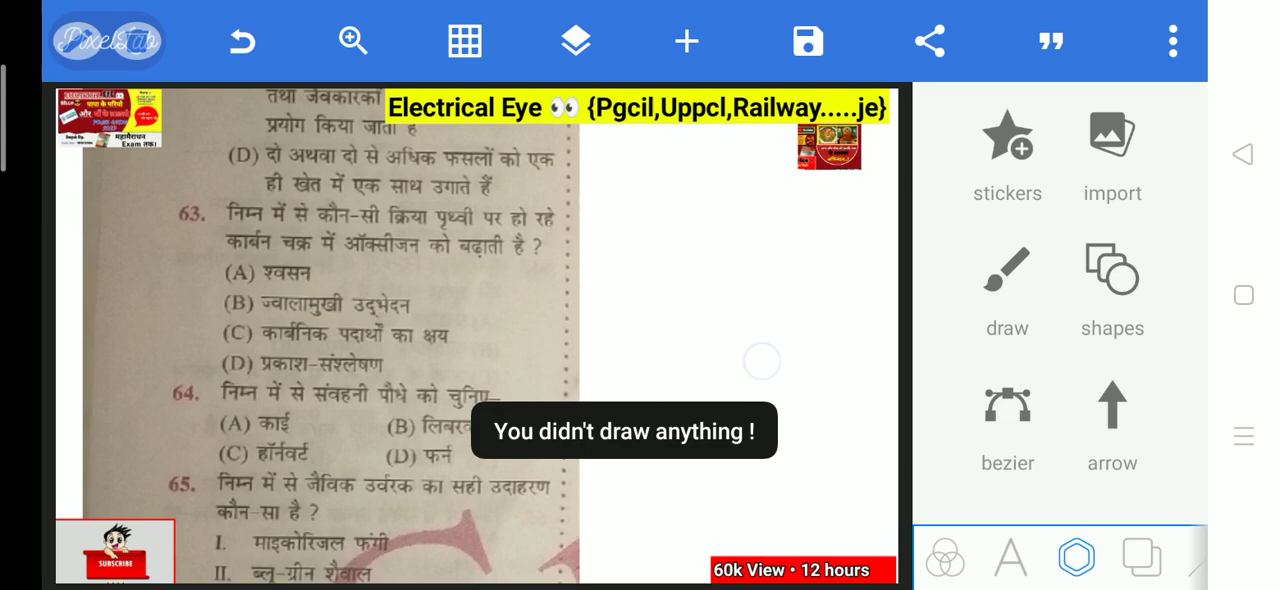 PixelLab
तथा जैवकारकों
Electrical Eye 👀 {Pgcil,Uppcl,Railway.....je}
प्रयोग किया जाता है
(D) दो अथवा दो से अधिक फसलों को एक
ही खेत में एक साथ उगाते हैं
63. निम्न में से कौन-सी क्रिया पृथ्वी पर हो रहे
कार्बन चक्र में ऑक्सीजन को बढ़ाती है ?
(A) श्वसन
(B) ज्वालामुखी उद्भेदन
(C) कार्बनिक पदार्थों का क्षय
(D) प्रकाश-संश्लेषण
64. निम्न में से संवहनी पौधे को चुनिए–
(A) काई (B)
(C) हॉर्नवर्ट (D) फर्न
65. निम्न में से जैविक उर्वरक का सही उदाहरण
कौन-सा है ?
I. माइकोरिजल फंगी
II. ब्लू-ग्रीन शैवाल
You didn't draw anything !
SUBSCRIBE
60k View • 12 hours
stickers
import
draw
shapes
bezier
arrow